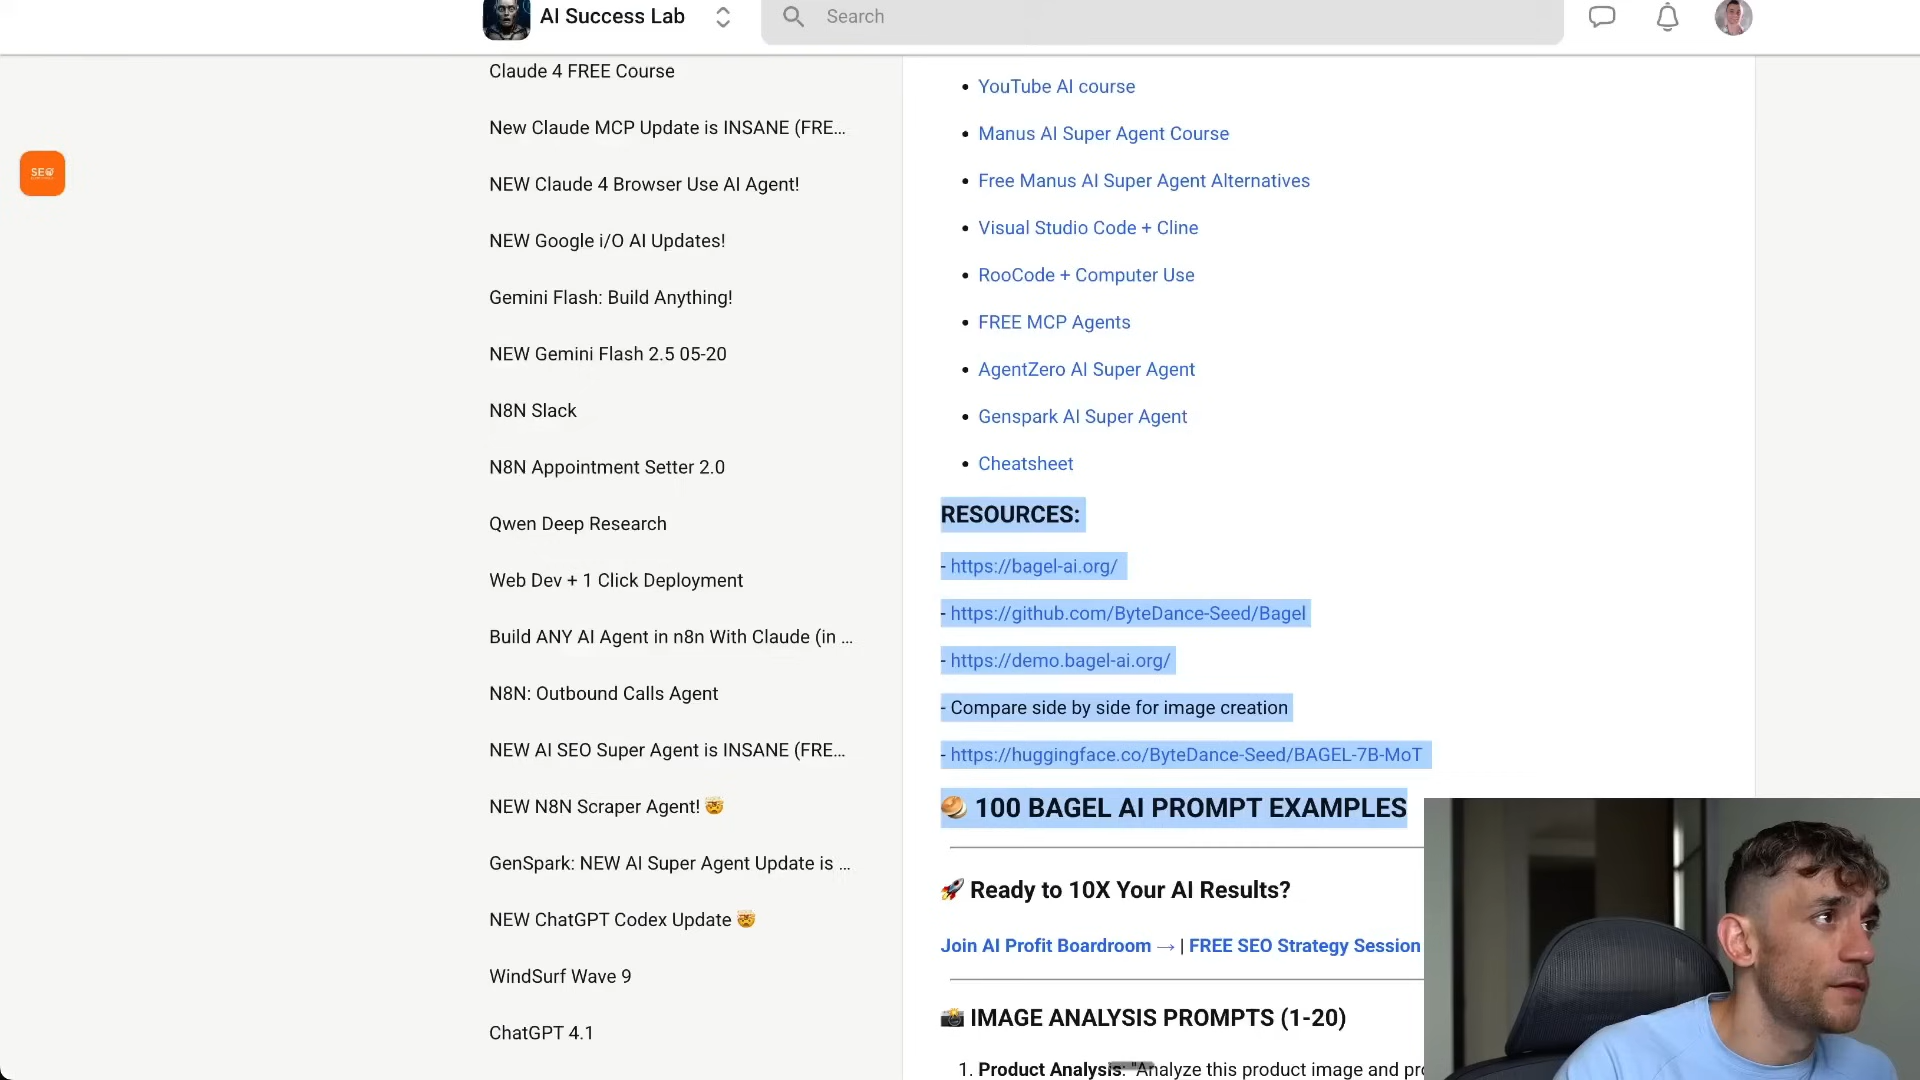 AI Success Lab
Search
SEO
Claude 4 FREE Course
New Claude MCP Update is INSANE (FRE...
NEW Claude 4 Browser Use AI Agent!
NEW Google i/O AI Updates!
Gemini Flash: Build Anything!
NEW Gemini Flash 2.5 05-20
N8N Slack
N8N Appointment Setter 2.0
Qwen Deep Research
Web Dev + 1 Click Deployment
Build ANY AI Agent in n8n With Claude (in ...
N8N: Outbound Calls Agent
NEW AI SEO Super Agent is INSANE (FRE...
NEW N8N Scraper Agent! 🤯
GenSpark: NEW AI Super Agent Update is ...
NEW ChatGPT Codex Update 🤯
WindSurf Wave 9
ChatGPT 4.1
• YouTube AI course
• Manus AI Super Agent Course
• Free Manus AI Super Agent Alternatives
• Visual Studio Code + Cline
• RooCode + Computer Use
• FREE MCP Agents
• AgentZero AI Super Agent
• Genspark AI Super Agent
• Cheatsheet
RESOURCES:
- https://bagel-ai.org/
- https://github.com/ByteDance-Seed/Bagel
- https://demo.bagel-ai.org/
- Compare side by side for image creation
- https://huggingface.co/ByteDance-Seed/BAGEL-7B-MoT
🥯 100 BAGEL AI PROMPT EXAMPLES
🚀 Ready to 10X Your AI Results?
Join AI Profit Boardroom → | FREE SEO Strategy Session
📸 IMAGE ANALYSIS PROMPTS (1-20)
1. Product Analysis: "Analyze this product image and